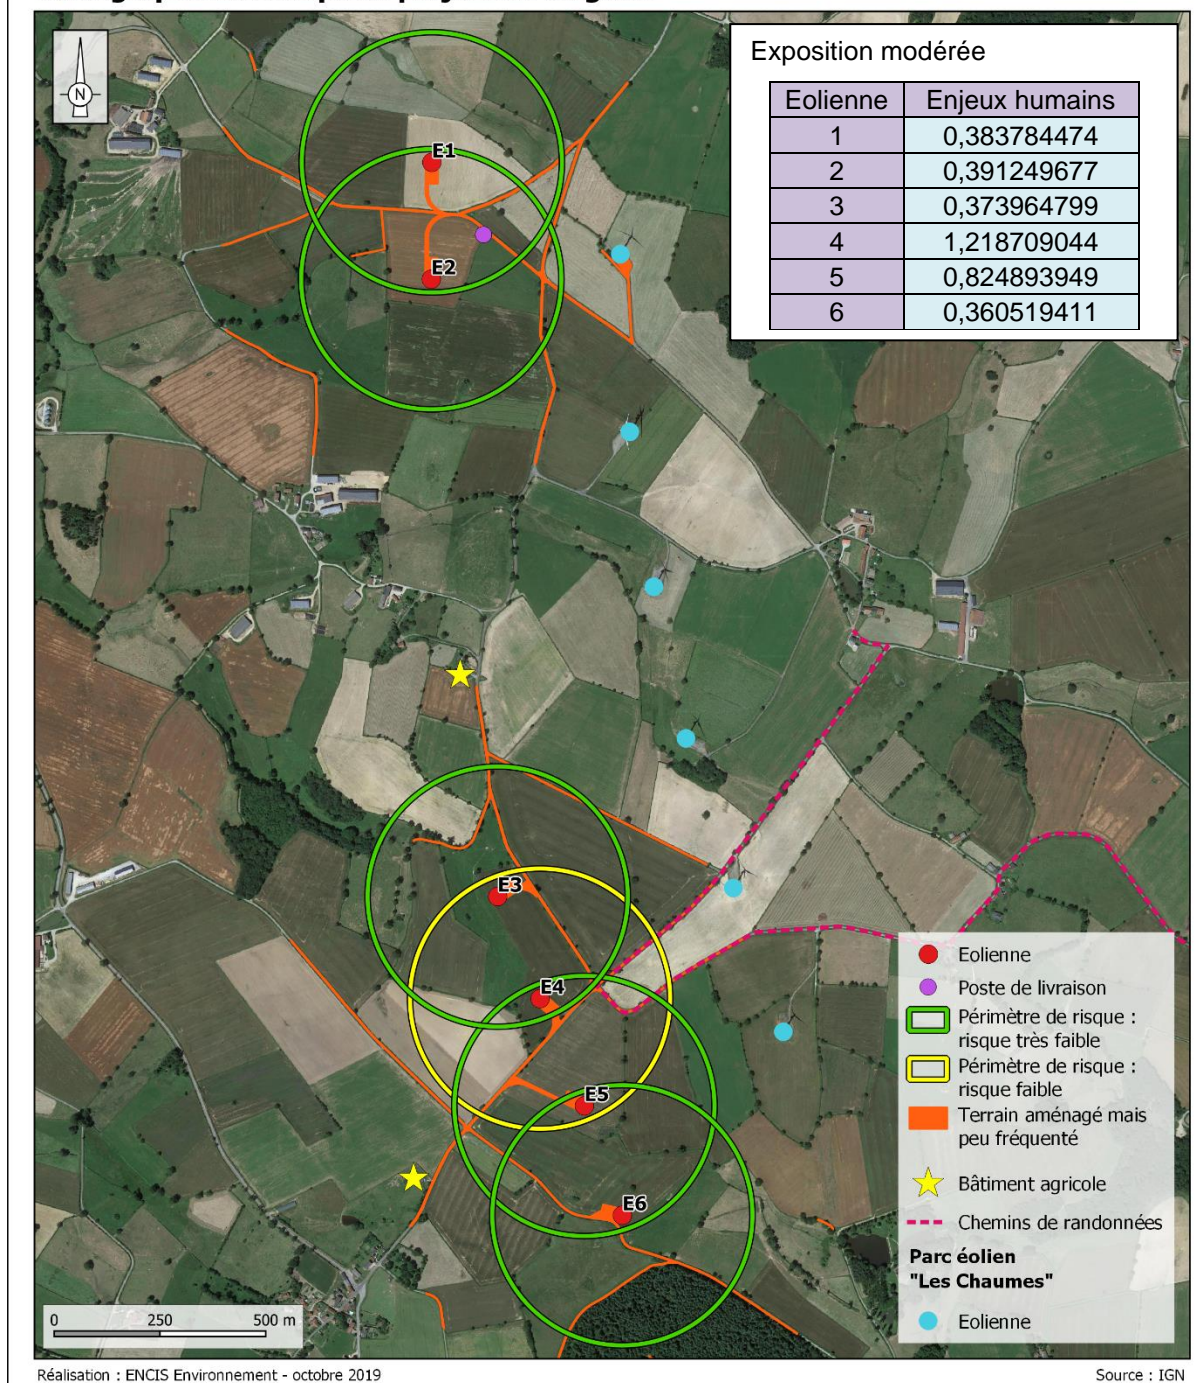 Exposition modérée
Eolienne Enjeux humains
1 0,383784474
2 0,391249677
3 0,373964799
4 1,218709044
5 0,824893949
6 0,360519411
N
E1
E2
E3
E4
E5
E6
Eolienne
Poste de livraison
Périmètre de risque :
risque très faible
Périmètre de risque :
risque faible
Terrain aménagé mais
peu fréquenté
Bâtiment agricole
Chemins de randonnées
Parc éolien
"Les Chaumes"
Eolienne
0 250 500 m
Réalisation : ENCIS Environnement - octobre 2019
Source : IGN